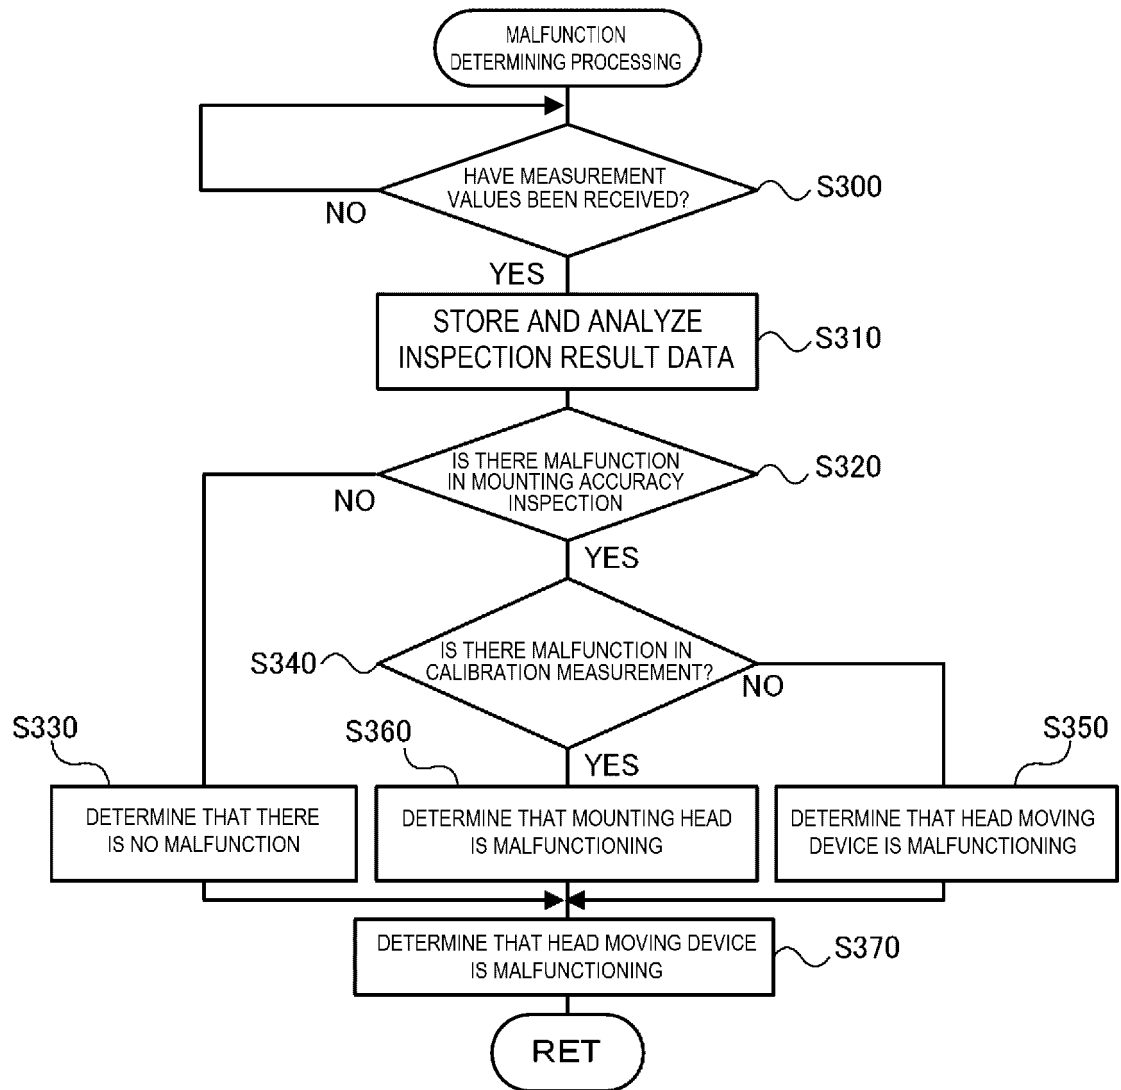 MALFUNCTION
DETERMINING PROCESSING
HAVE MEASUREMENT
VALUES BEEN RECEIVED?
S300
NO
YES
STORE AND ANALYZE
INSPECTION RESULT DATA
S310
IS THERE MALFUNCTION
IN MOUNTING ACCURACY
INSPECTION
S320
NO
YES
S340
IS THERE MALFUNCTION IN
CALIBRATION MEASUREMENT?
NO
YES
S330
DETERMINE THAT THERE
IS NO MALFUNCTION
S360
DETERMINE THAT MOUNTING HEAD
IS MALFUNCTIONING
S350
DETERMINE THAT HEAD MOVING
DEVICE IS MALFUNCTIONING
DETERMINE THAT HEAD MOVING DEVICE
IS MALFUNCTIONING
S370
RET